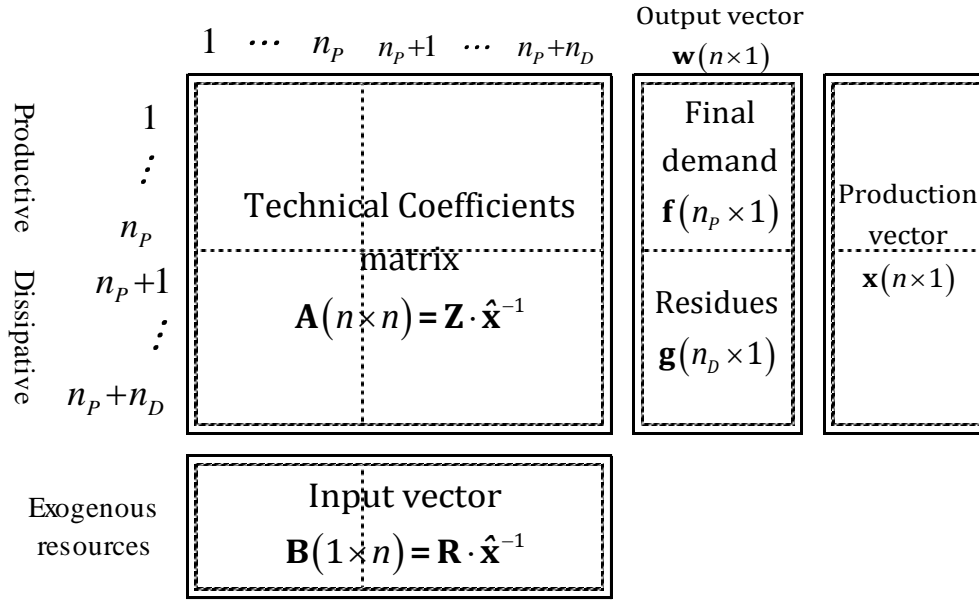 Output vector
w(n×1)
1 ⋯ n_P n_P+1 ⋯ n_P+n_D
Productive
1
⋮
n_P
Dissipative
n_P+1
⋮
n_P+n_D
Technical Coefficients
matrix
A(n×n)=Z·x̂⁻¹
Final
demand
f(n_P×1)
Residues
g(n_D×1)
Production
vector
x(n×1)
Exogenous
resources
Input vector
B(1×n)=R·x̂⁻¹